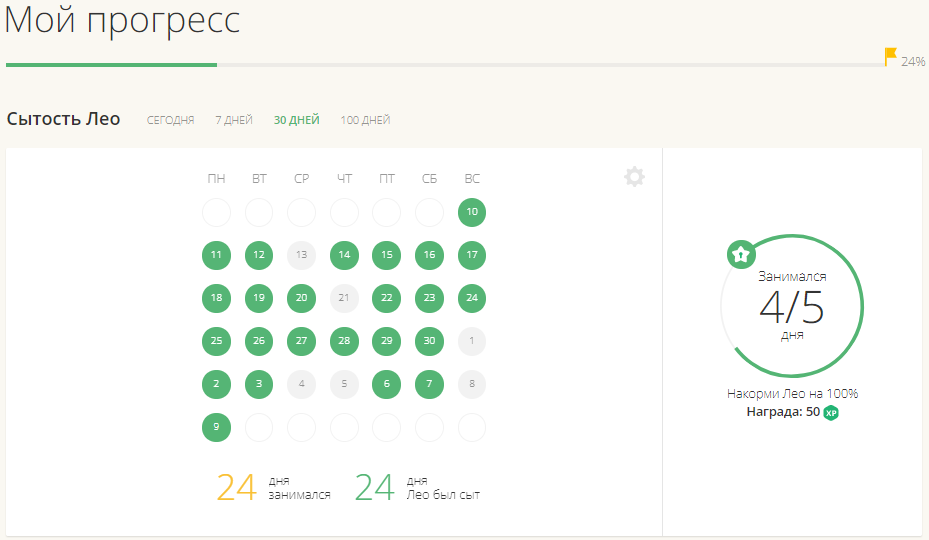 Мой прогресс
24%
Сытость Лео СЕГОДНЯ 7 ДНЕЙ 30 ДНЕЙ 100 ДНЕЙ
ПН ВТ СР ЧТ ПТ СБ ВС
10
11 12 13 14 15 16 17
18 19 20 21 22 23 24
25 26 27 28 29 30 1
2 3 4 5 6 7 8
9
24 дня занимался
24 дня Лео был сыт
Занимался
4/5
дня
Накорми Лео на 100%
Награда: 50 XP